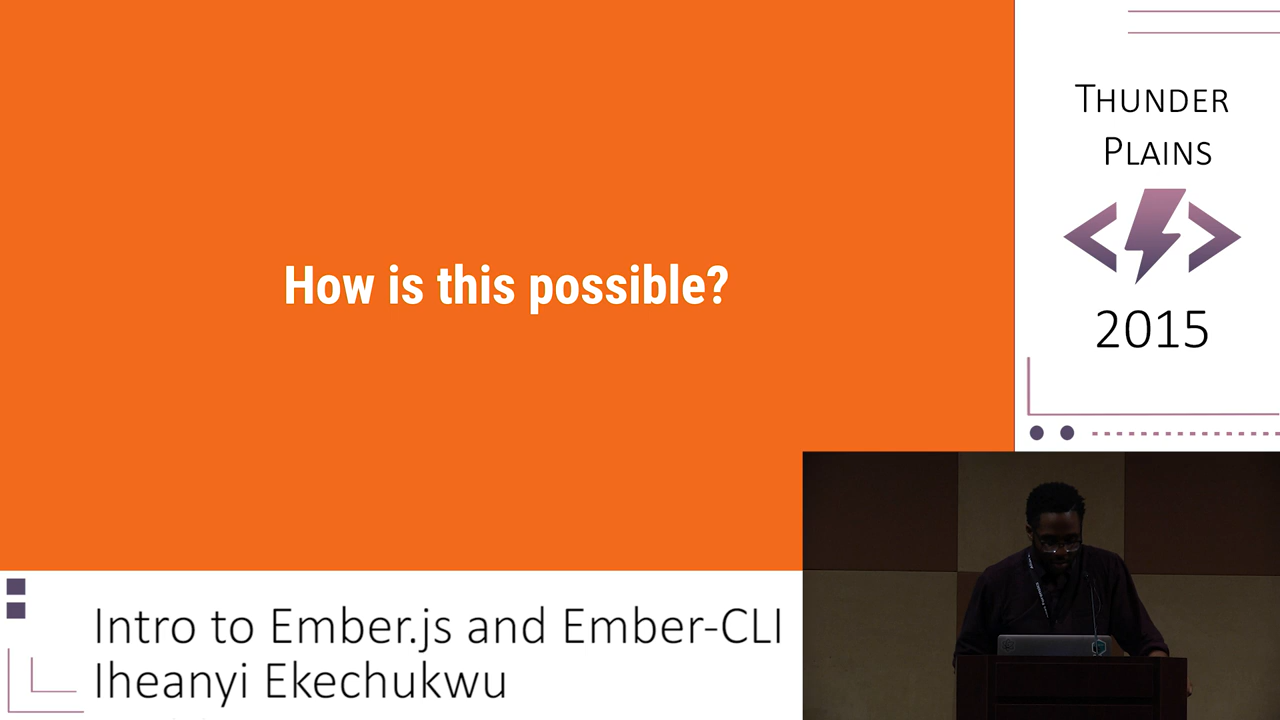 How is this possible?
THUNDER
PLAINS
2015
Intro to Ember.js and Ember-CLI
Iheanyi Ekechukwu